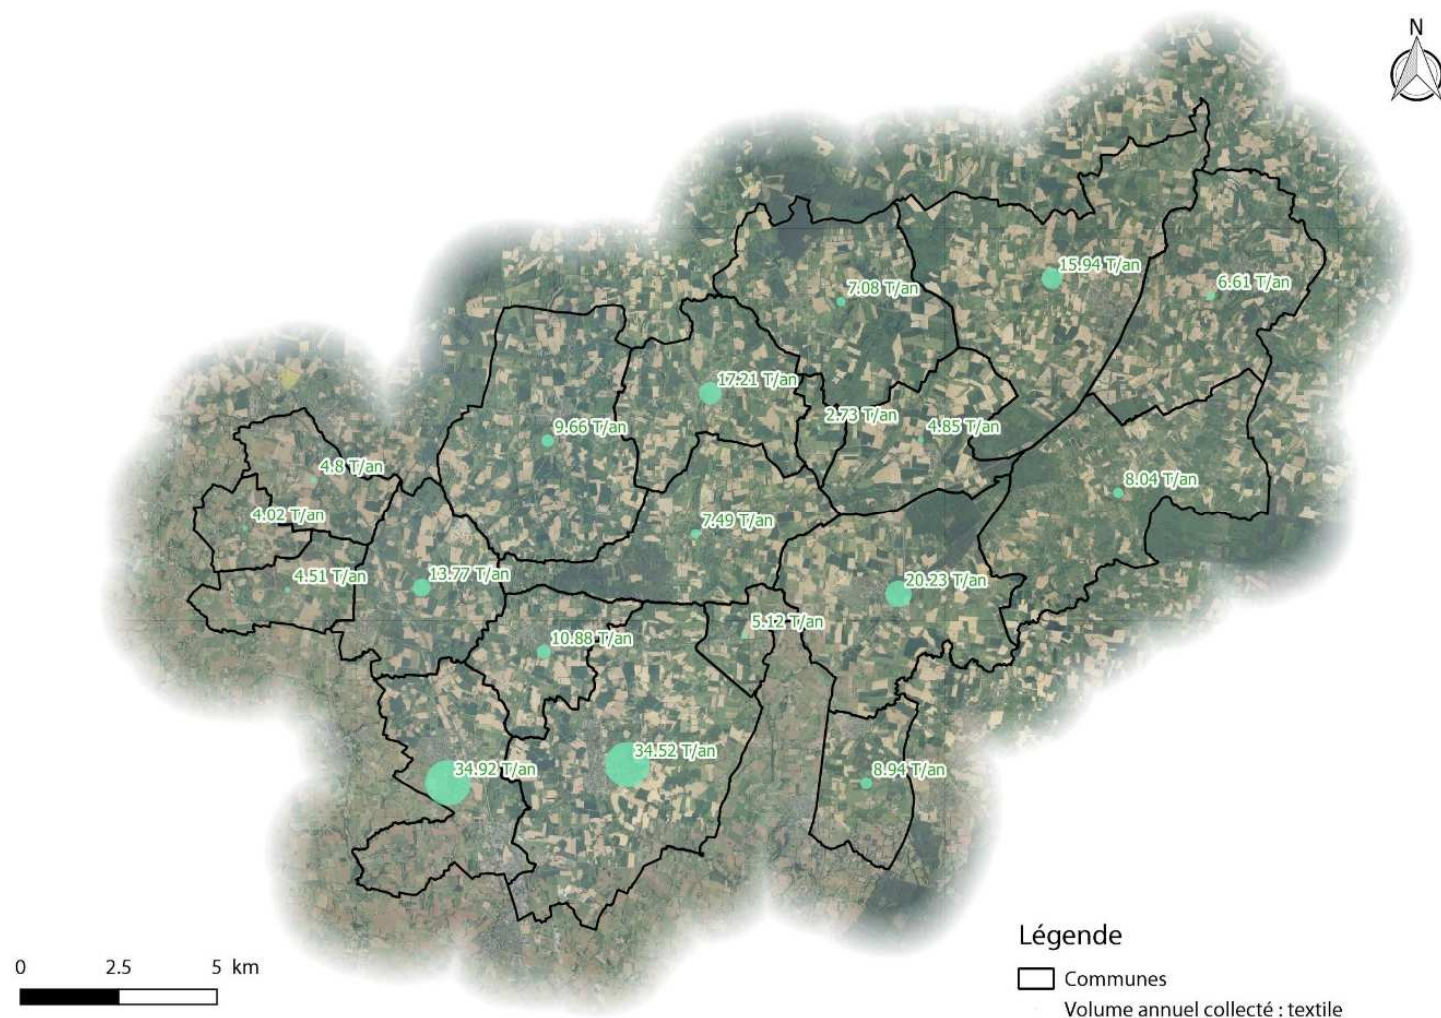 N
15.94 T/an
7.08 T/an
6.61 T/an
17.21 T/an
2.73 T/an
4.85 T/an
9.66 T/an
4.8 T/an
8.04 T/an
4.02 T/an
7.49 T/an
4.51 T/an
13.77 T/an
20.23 T/an
5.12 T/an
10.88 T/an
34.52 T/an
34.92 T/an
8.94 T/an
Légende
Communes
Volume annuel collecté : textile
0 2.5 5 km